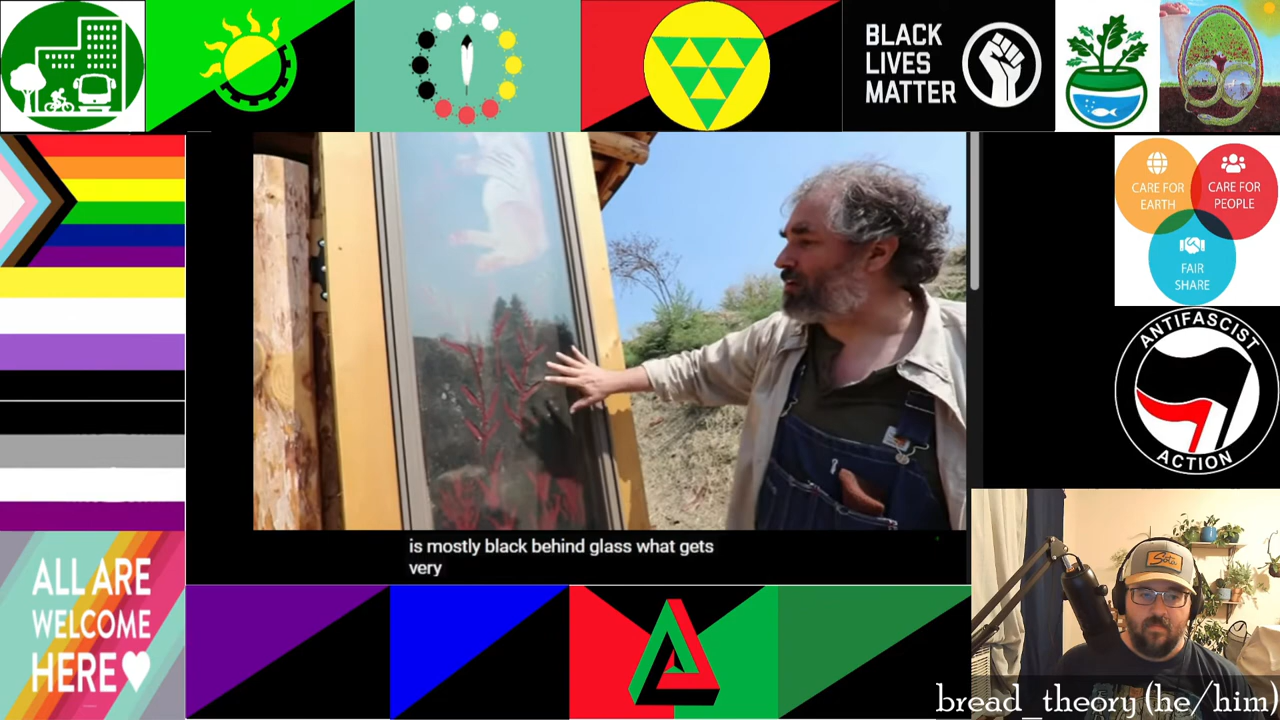 BLACK
LIVES
MATTER
CARE FOR
EARTH
CARE FOR
PEOPLE
FAIR
SHARE
ANTIFASCIST
ACTION
is mostly black behind glass what gets
very
ALL ARE
WELCOME
HERE
bread_theory (he/him)